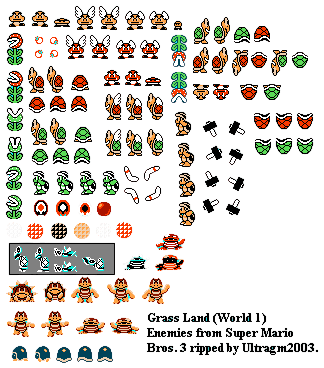 Grass Land (World 1)
Enemies from Super Mario
Bros. 3 ripped by Ultragm2003.